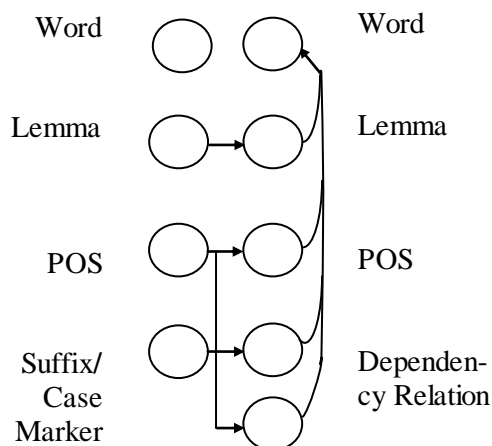 Word
Word
Lemma
Lemma
POS
POS
Suffix/
Case
Marker
Dependen-
cy Relation